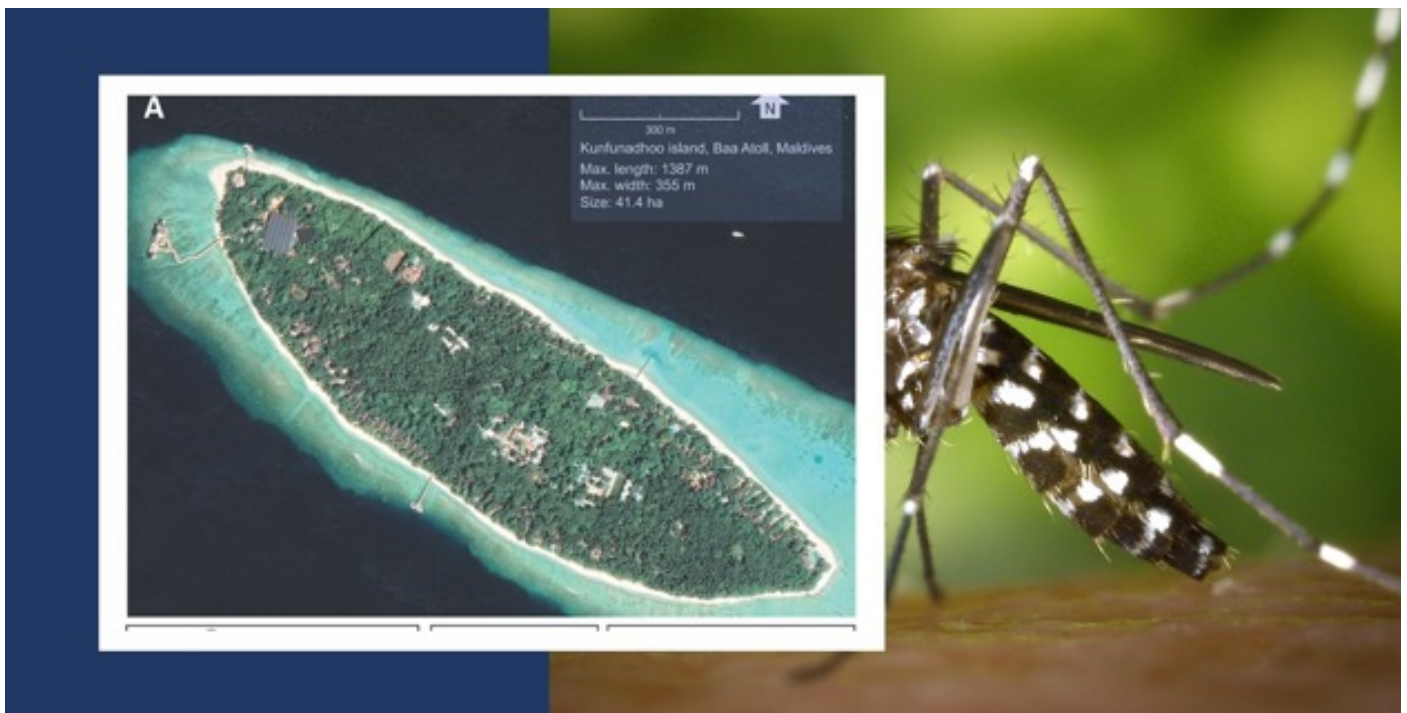 A
N
300 m
Kunfunadhoo island, Baa Atoll, Maldives
Max. length: 1387 m
Max. width: 355 m
Size: 41.4 ha